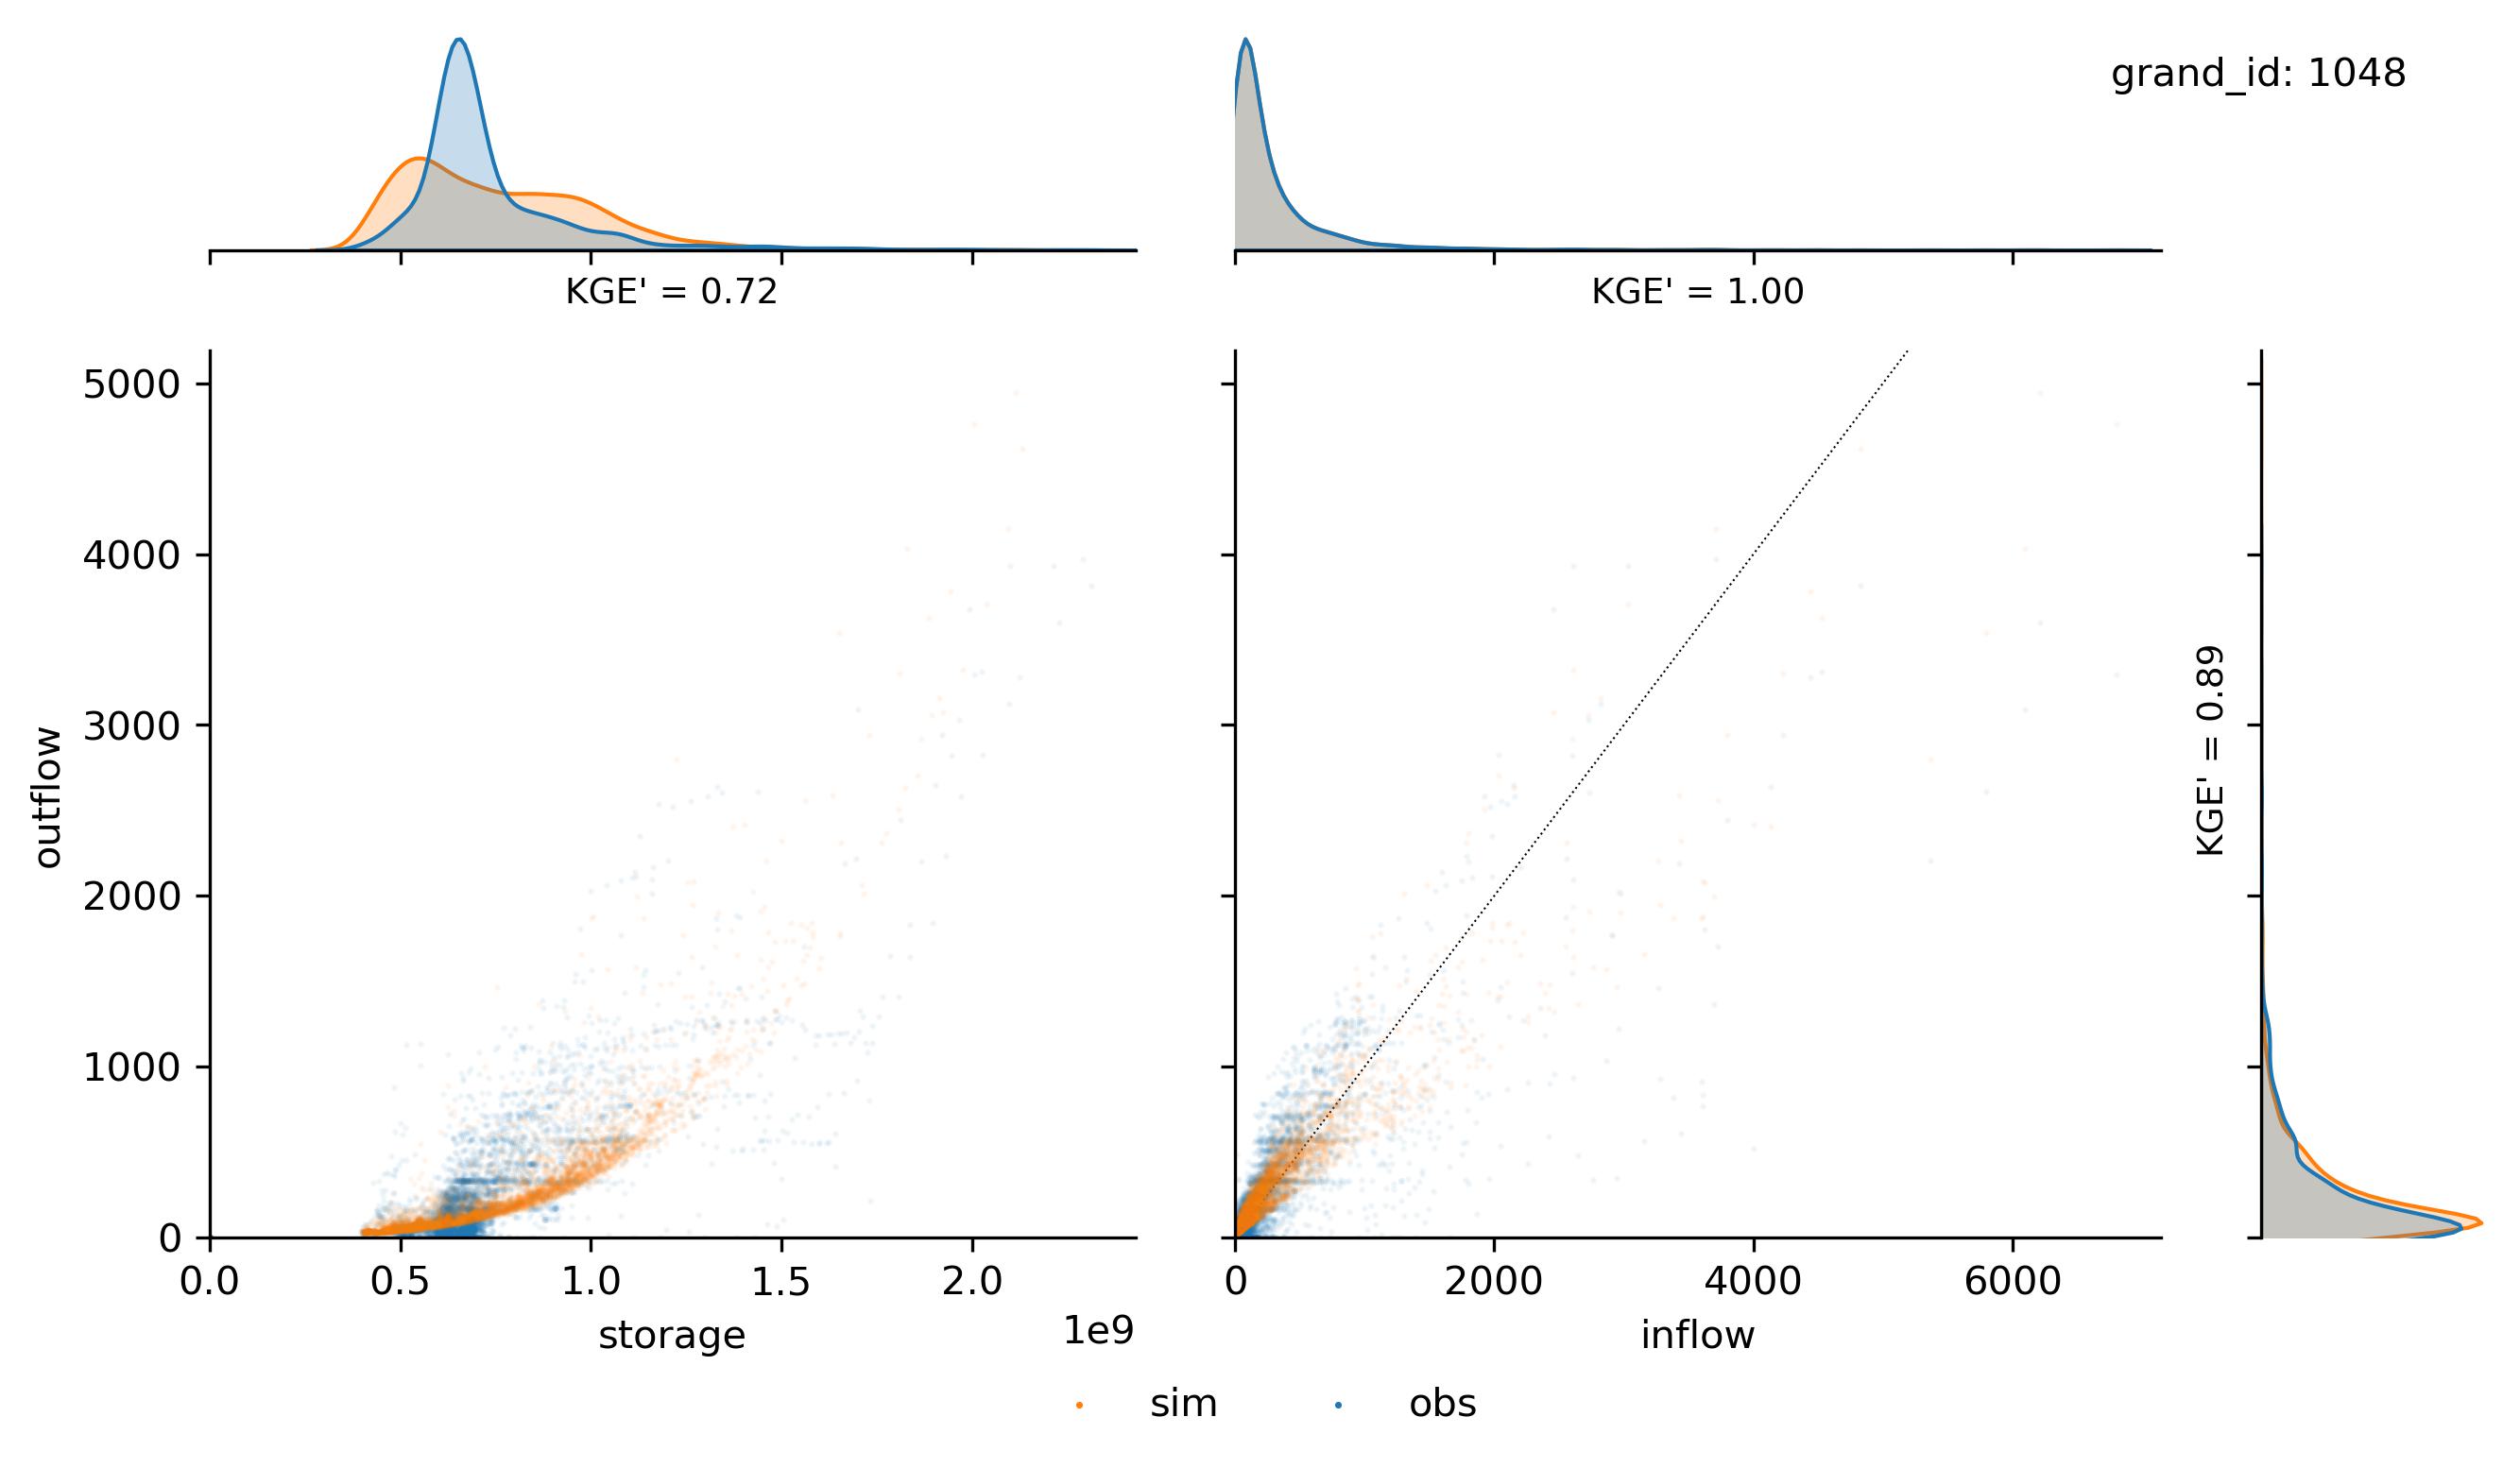 grand_id: 1048
KGE' = 0.72
KGE' = 1.00
outflow
5000
4000
3000
2000
1000
0
KGE' = 0.89
0.0 0.5 1.0 1.5 2.0
0 2000 4000 6000
storage
1e9
inflow
sim obs